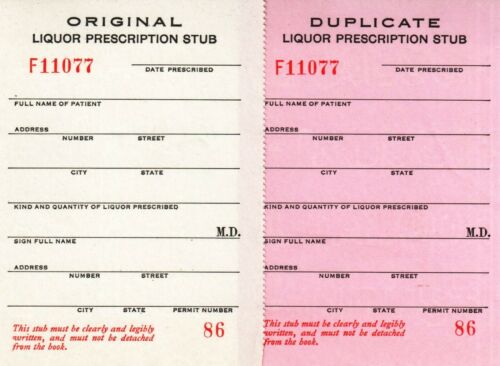 ORIGINAL
LIQUOR PRESCRIPTION STUB
F11077
DATE PRESCRIBED
FULL NAME OF PATIENT
ADDRESS
NUMBER STREET
CITY STATE
KIND AND QUANTITY OF LIQUOR PRESCRIBED
M.D.
SIGN FULL NAME
ADDRESS
NUMBER STREET
CITY STATE PERMIT NUMBER
This stub must be clearly and legibly
written, and must not be detached
from the book.
86
DUPLICATE
LIQUOR PRESCRIPTION STUB
F11077
DATE PRESCRIBED
FULL NAME OF PATIENT
ADDRESS
NUMBER STREET
CITY STATE
KIND AND QUANTITY OF LIQUOR PRESCRIBED
M.D.
SIGN FULL NAME
ADDRESS
NUMBER STREET
CITY STATE PERMIT NUMBER
This stub must be clearly and legibly
written, and must not be detached
from the book.
86